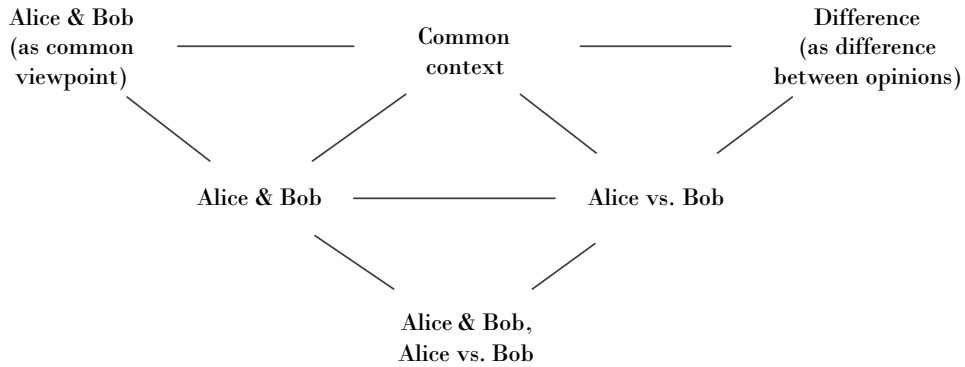 Alice & Bob
(as common
viewpoint)
Common
context
Difference
(as difference
between opinions)
Alice & Bob
Alice vs. Bob
Alice & Bob,
Alice vs. Bob